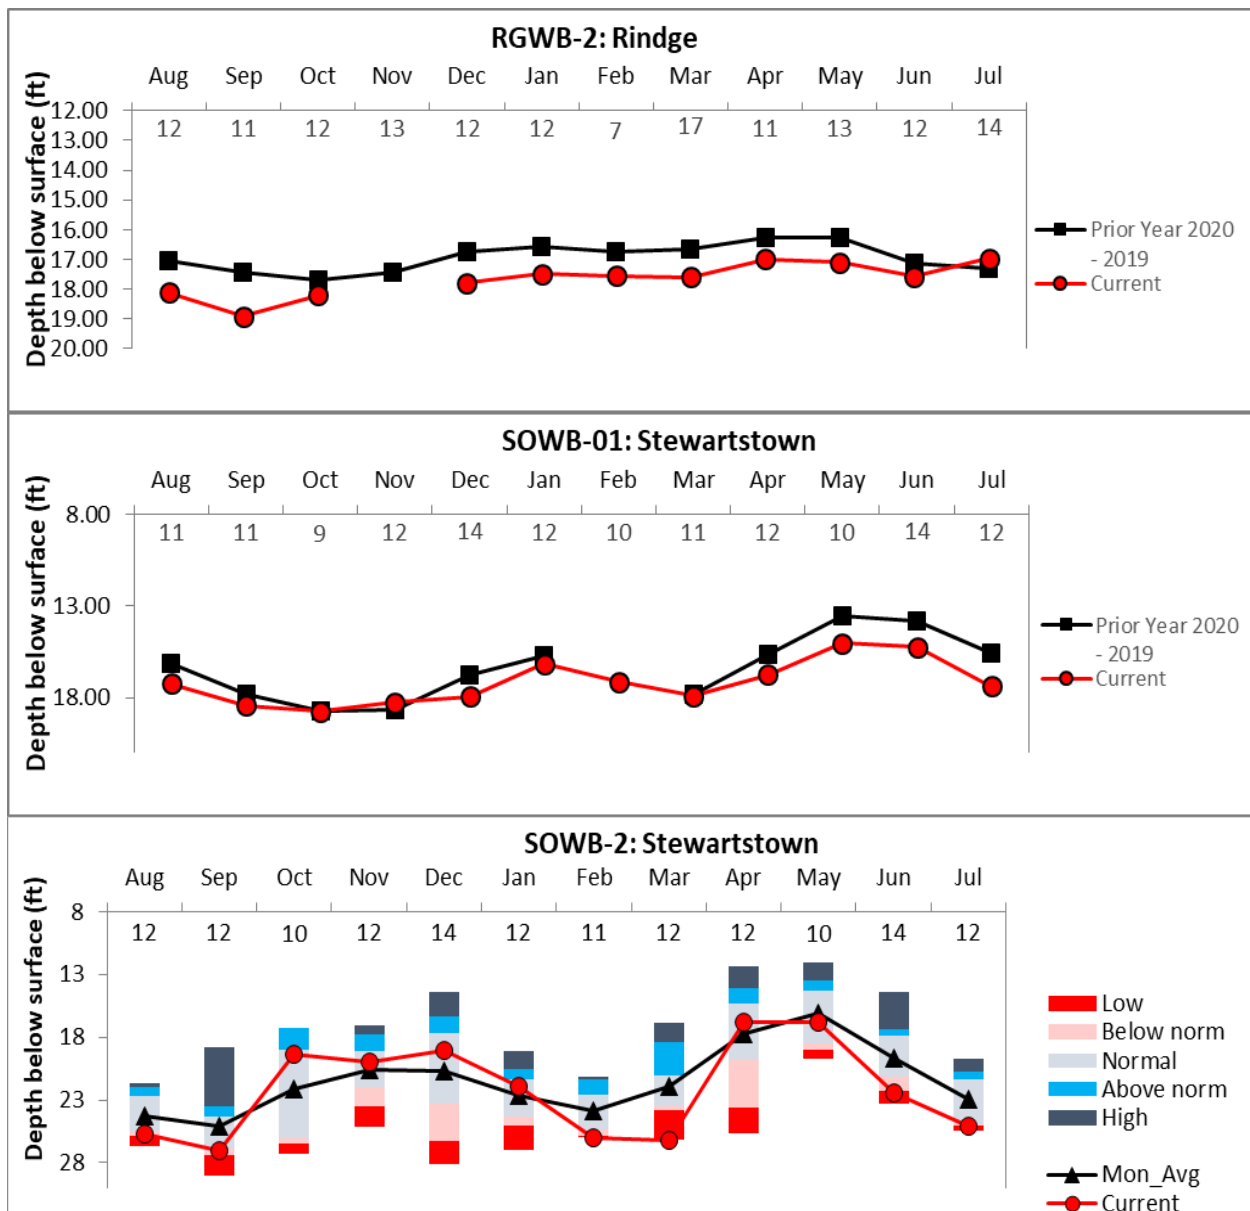 RGWB-2: Rindge
Aug Sep Oct Nov Dec Jan Feb Mar Apr May Jun Jul
Depth below surface (ft)
12.00
13.00
14.00
15.00
16.00
17.00
18.00
19.00
20.00
12 11 12 13 12 12 7 17 11 13 12 14
Prior Year 2020
- 2019
Current
SOWB-01: Stewartstown
Aug Sep Oct Nov Dec Jan Feb Mar Apr May Jun Jul
Depth below surface (ft)
8.00
13.00
18.00
11 11 9 12 14 12 10 11 12 10 14 12
Prior Year 2020
- 2019
Current
SOWB-2: Stewartstown
Aug Sep Oct Nov Dec Jan Feb Mar Apr May Jun Jul
Depth below surface (ft)
8
13
18
23
28
12 12 10 12 14 12 11 12 12 10 14 12
Low
Below norm
Normal
Above norm
High
Mon_Avg
Current